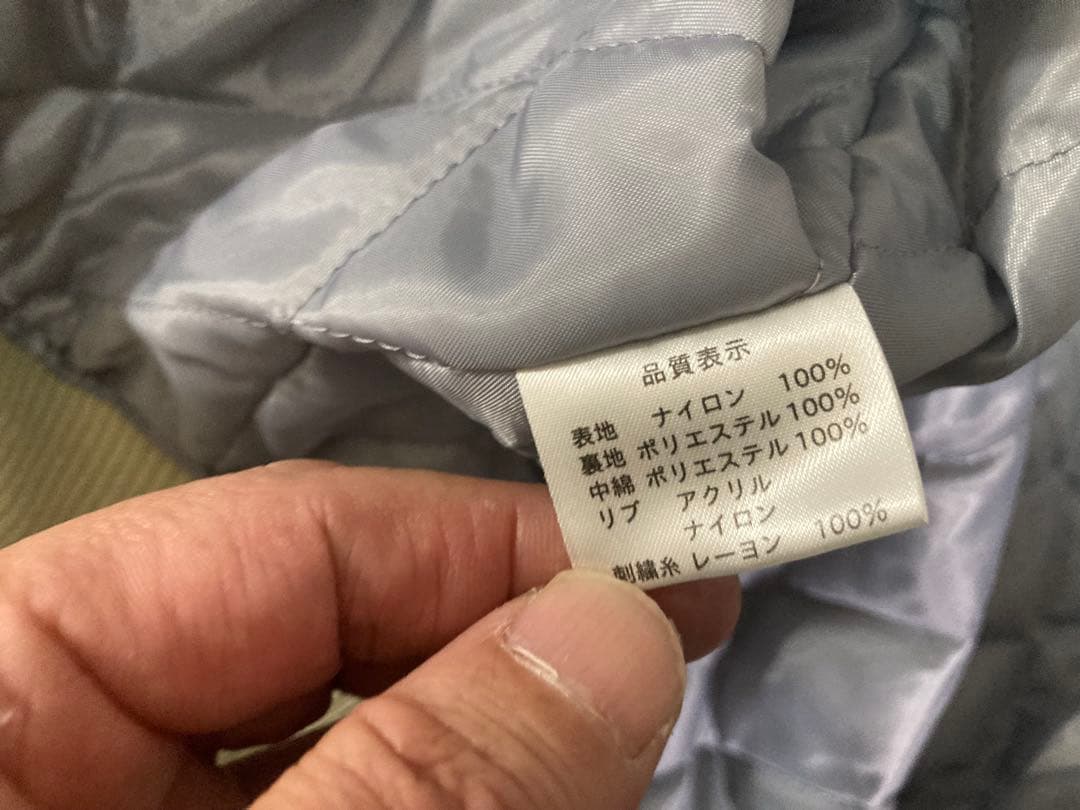 品質表示
表地 ナイロン 100%
裏地 ポリエステル 100%
中綿 ポリエステル 100%
リブ アクリル
ナイロン
刺繍糸 レーヨン 100%